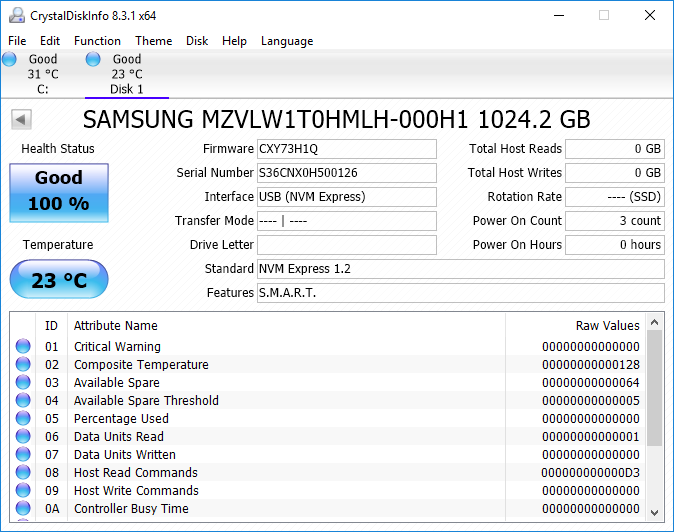 CrystalDiskInfo 8.3.1 x64
File Edit Function Theme Disk Help Language
Good Good
31 °C 23 °C
C: Disk 1
SAMSUNG MZVLW1T0HMLH-000H1 1024.2 GB
Health Status Firmware CXY73H1Q Total Host Reads 0 GB
Good Serial Number S36CNX0H500126 Total Host Writes 0 GB
100 % Interface USB (NVM Express) Rotation Rate ---- (SSD)
Transfer Mode ---- | ---- Power On Count 3 count
Temperature Drive Letter Power On Hours 0 hours
23 °C Standard NVM Express 1.2
Features S.M.A.R.T.
ID Attribute Name Raw Values
01 Critical Warning 00000000000000
02 Composite Temperature 00000000000128
03 Available Spare 00000000000064
04 Available Spare Threshold 00000000000005
05 Percentage Used 00000000000000
06 Data Units Read 00000000000001
07 Data Units Written 00000000000000
08 Host Read Commands 000000000000D3
09 Host Write Commands 00000000000000
0A Controller Busy Time 00000000000000